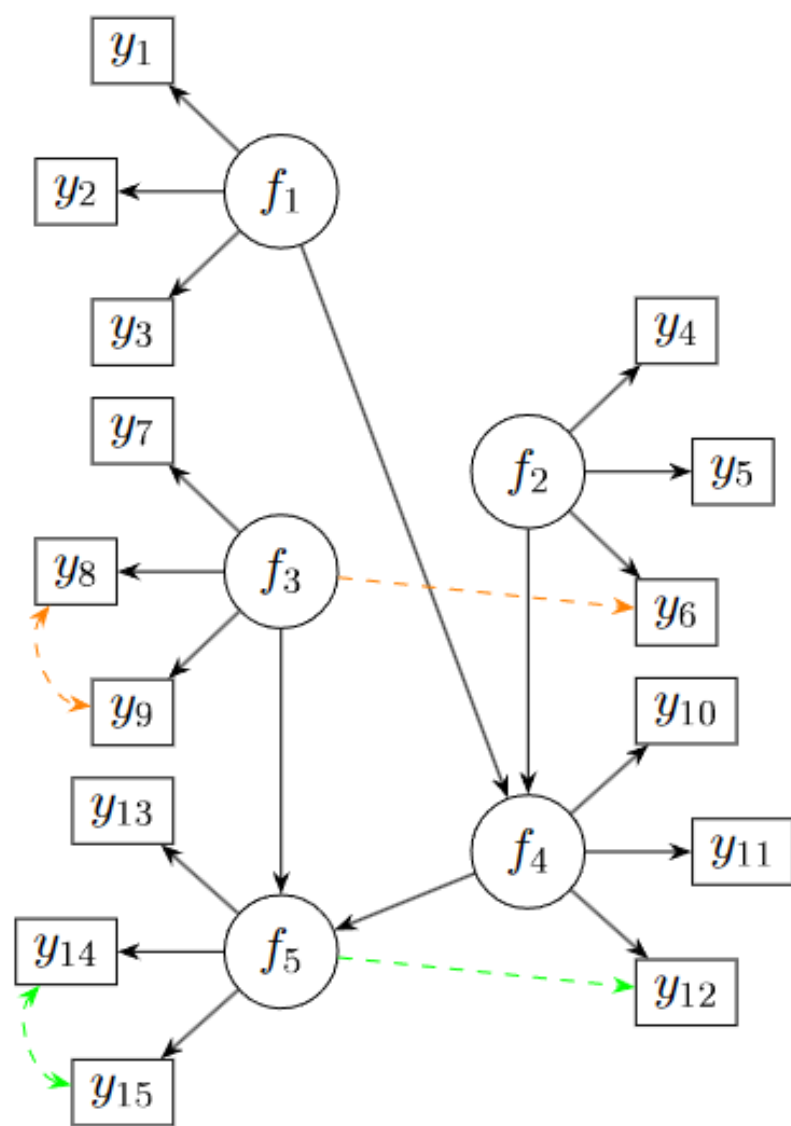 y₁
y₂
f₁
y₃
y₄
y₇
f₂
y₅
y₈
f₃
y₆
y₉
y₁₀
y₁₃
f₄
y₁₁
y₁₄
f₅
y₁₂
y₁₅